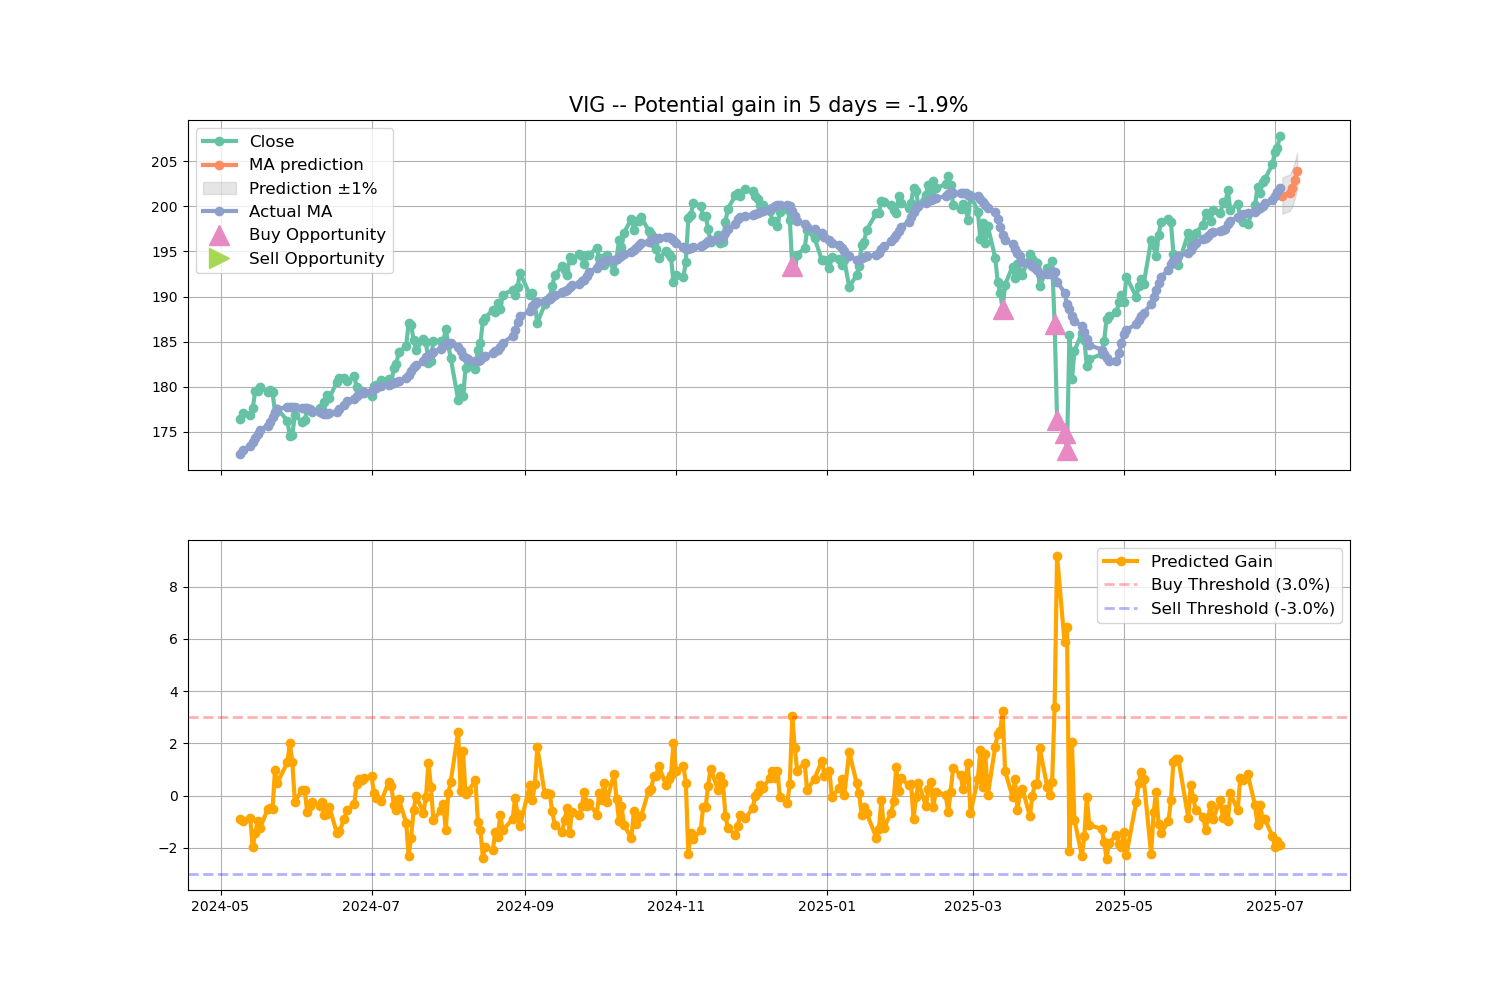 VIG -- Potential gain in 5 days = -1.9%
Close
MA prediction
Prediction ±1%
Actual MA
Buy Opportunity
Sell Opportunity
205
200
195
190
185
180
175
Predicted Gain
Buy Threshold (3.0%)
Sell Threshold (-3.0%)
8
6
4
2
0
−2
2024-05 2024-07 2024-09 2024-11 2025-01 2025-03 2025-05 2025-07